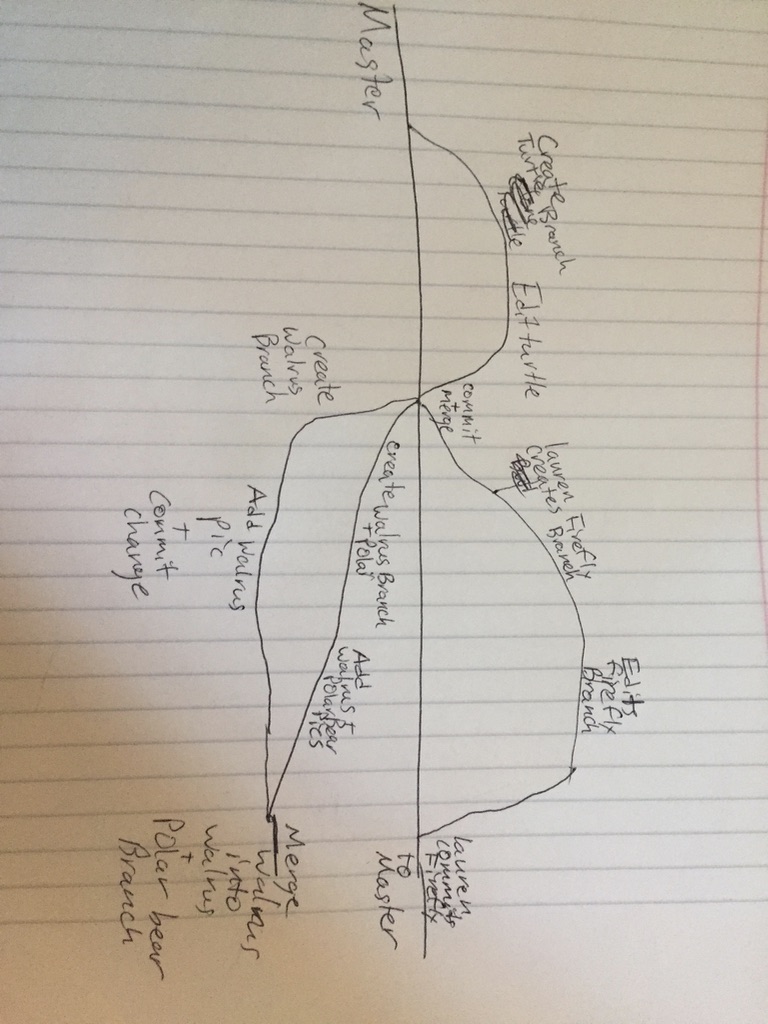 Master
Create Branch
Turtle
Edit turtle
commit
+
merge
Create
Walrus
Branch
lauren Firefly
Creates Branch
create walrus Branch
+ Polar
Add Walrus
pic
+
Commit
change
Add
walrus +
Polar Bear
Pics
Edits
Firefly
Branch
lauren
commits
Firefly
to
Master
Merge
Walrus
into
walrus
+
Polar bear
Branch